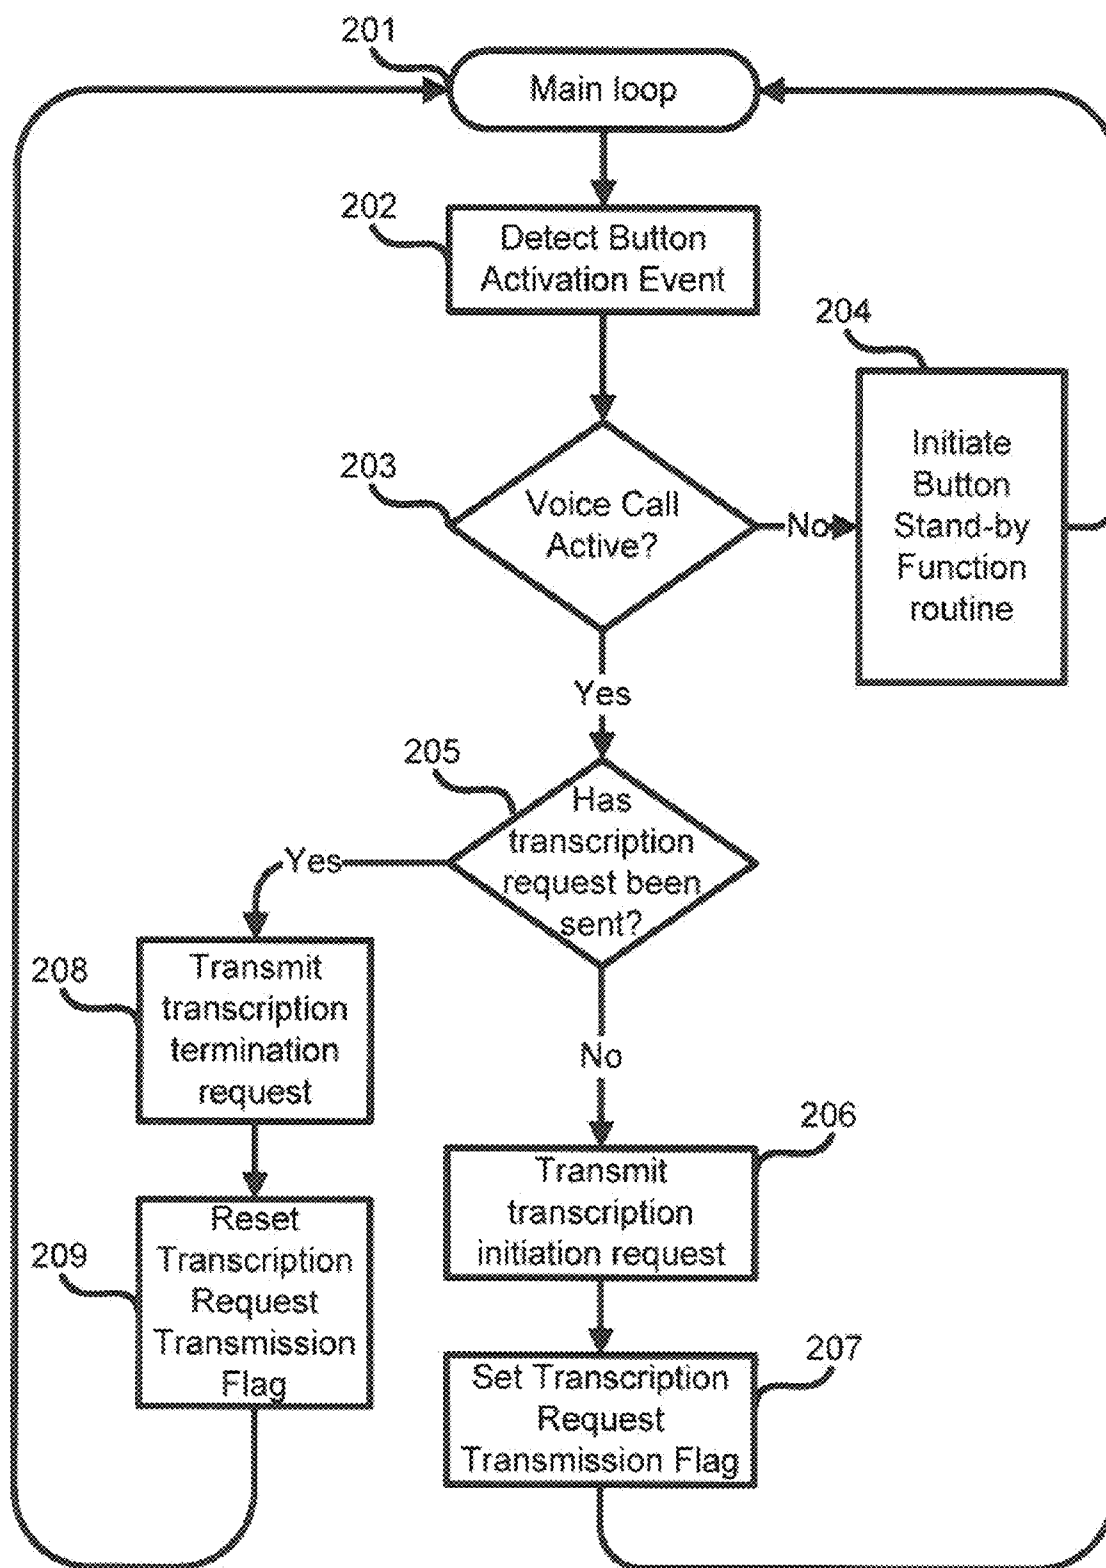 201
Main loop
202
Detect Button
Activation Event
204
203
Voice Call
Active?
No
Initiate
Button
Stand-by
Function
routine
Yes
205
Has
transcription
request been
sent?
Yes
208
Transmit
transcription
termination
request
No
206
Transmit
transcription
initiation request
209
Reset
Transcription
Request
Transmission
Flag
207
Set Transcription
Request
Transmission Flag